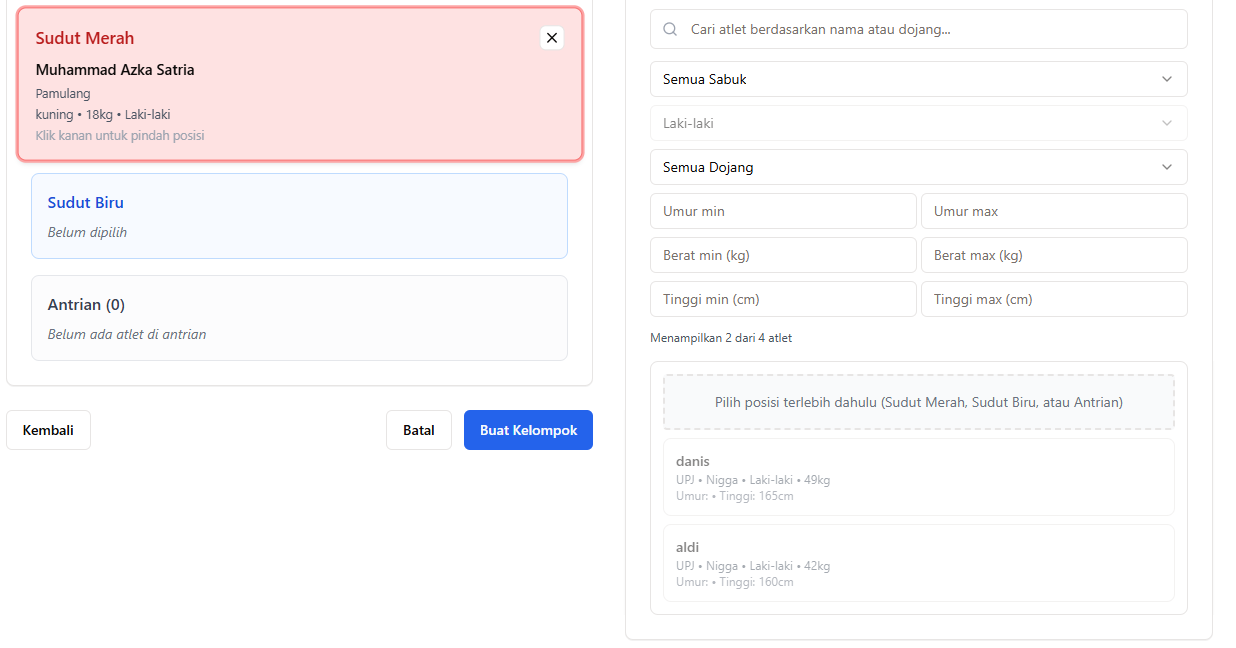 Sudut Merah
Muhammad Azka Satria
Pamulang
kuning • 18kg • Laki-laki
Klik kanan untuk pindah posisi
Sudut Biru
Belum dipilih
Antrian (0)
Belum ada atlet di antrian
Kembali
Batal
Buat Kelompok
Cari atlet berdasarkan nama atau dojang...
Semua Sabuk
Laki-laki
Semua Dojang
Umur min
Umur max
Berat min (kg)
Berat max (kg)
Tinggi min (cm)
Tinggi max (cm)
Menampilkan 2 dari 4 atlet
Pilih posisi terlebih dahulu (Sudut Merah, Sudut Biru, atau Antrian)
danis
UPJ • Nigga • Laki-laki • 49kg
Umur: • Tinggi: 165cm
aldi
UPJ • Nigga • Laki-laki • 42kg
Umur: • Tinggi: 160cm